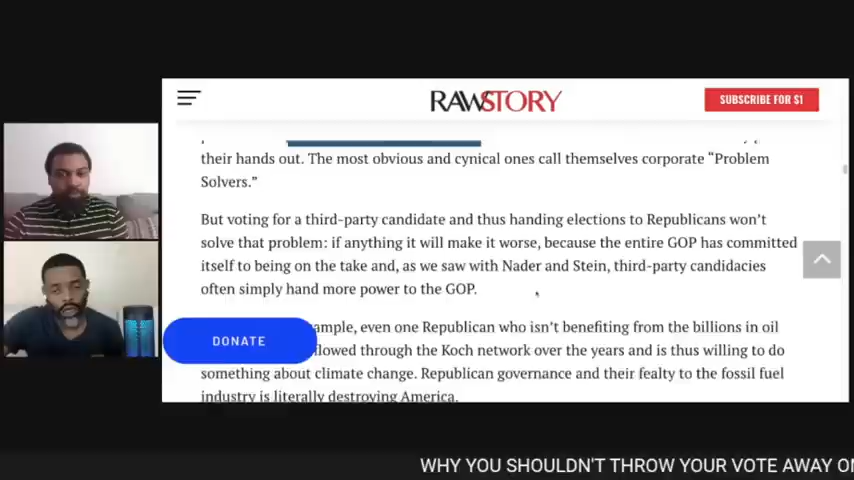 RAWSTORY
SUBSCRIBE FOR $1
their hands out. The most obvious and cynical ones call themselves corporate “Problem
Solvers.”
But voting for a third-party candidate and thus handing elections to Republicans won’t
solve that problem: if anything it will make it worse, because the entire GOP has committed
itself to being on the take and, as we saw with Nader and Stein, third-party candidacies
often simply hand more power to the GOP.
DONATE
even one Republican who isn’t benefiting from the billions in oil
through the Koch network over the years and is thus willing to do
something about climate change. Republican governance and their fealty to the fossil fuel
industry is literally destroying America.
WHY YOU SHOULDN'T THROW YOUR VOTE AWAY